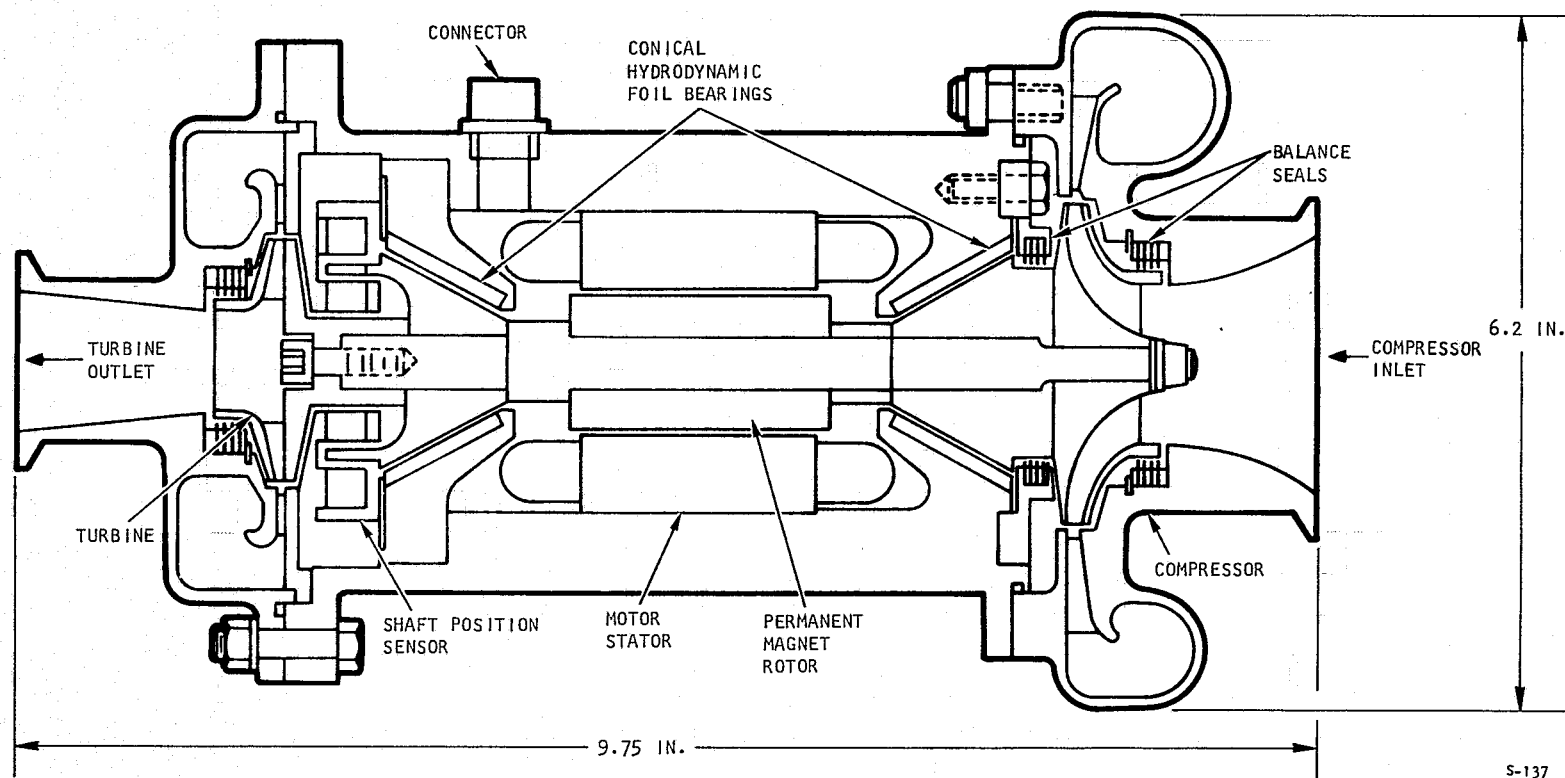 CONNECTOR
CONICAL
HYDRODYNAMIC
FOIL BEARINGS
BALANCE
SEALS
6.2 IN.
TURBINE
OUTLET
COMPRESSOR
INLET
TURBINE
COMPRESSOR
SHAFT POSITION
SENSOR
MOTOR
STATOR
PERMANENT
MAGNET
ROTOR
9.75 IN.
S-137